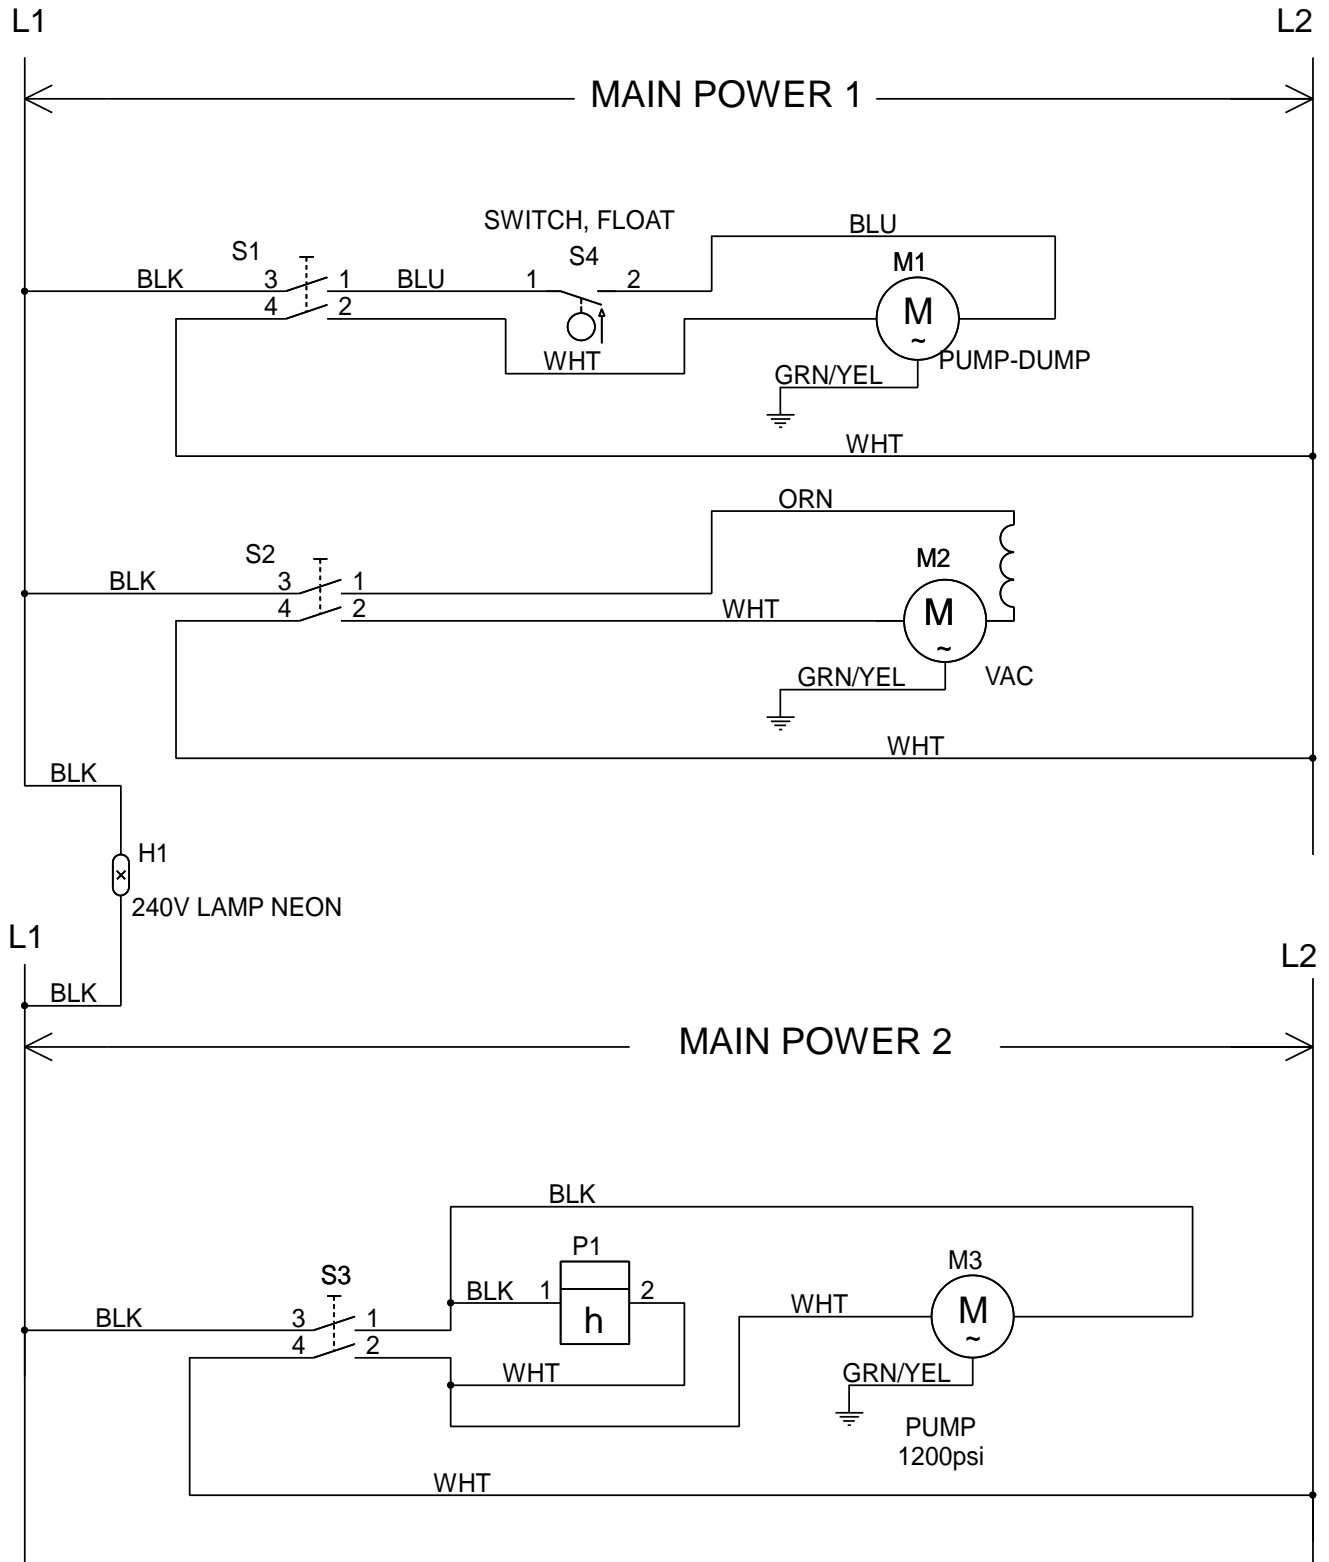 L1 L2
MAIN POWER 1
SWITCH, FLOAT
BLU
S1
S4
M1
BLK 3 1 BLU 1 2
4 2
M
~
WHT
PUMP-DUMP
GRN/YEL
WHT
ORN
S2
M2
BLK 3 1
4 2 WHT
M
~
GRN/YEL
VAC
WHT
BLK
H1
240V LAMP NEON
L1
L2
BLK
MAIN POWER 2
BLK
P1
M3
S3
BLK 1 2
WHT
BLK 3 1
h
M
~
4 2
WHT
GRN/YEL
PUMP
1200psi
WHT